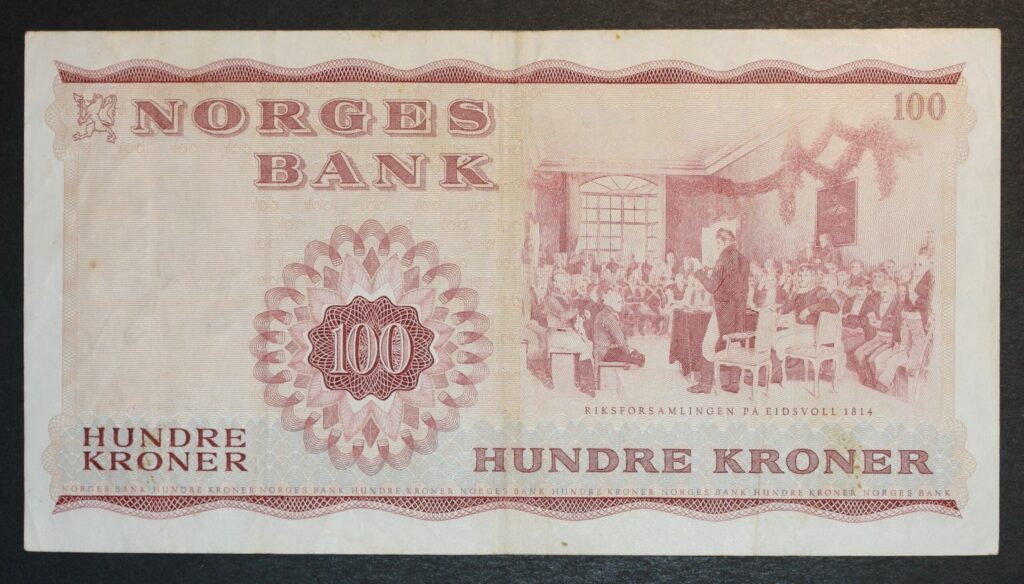 NORGES
BANK
100
100
RIKSFORSAMLINGEN PÅ EIDSVOLL 1814
HUNDRE
KRONER
HUNDRE KRONER
NORGES BANK HUNDRE KRONER NORGES BANK HUNDRE KRONER NORGES BANK HUNDRE KRONER NORGES BANK HUNDRE KRONER NORGES BANK